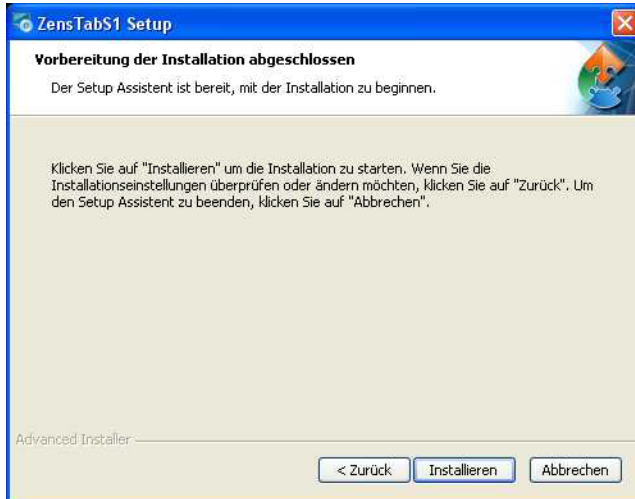 ZensTabS1 Setup
Vorbereitung der Installation abgeschlossen
Der Setup Assistent ist bereit, mit der Installation zu beginnen.
Klicken Sie auf "Installieren" um die Installation zu starten. Wenn Sie die
Installationseinstellungen überprüfen oder ändern möchten, klicken Sie auf "Zurück". Um
den Setup Assistent zu beenden, klicken Sie auf "Abbrechen".
Advanced Installer
< Zurück Installieren Abbrechen